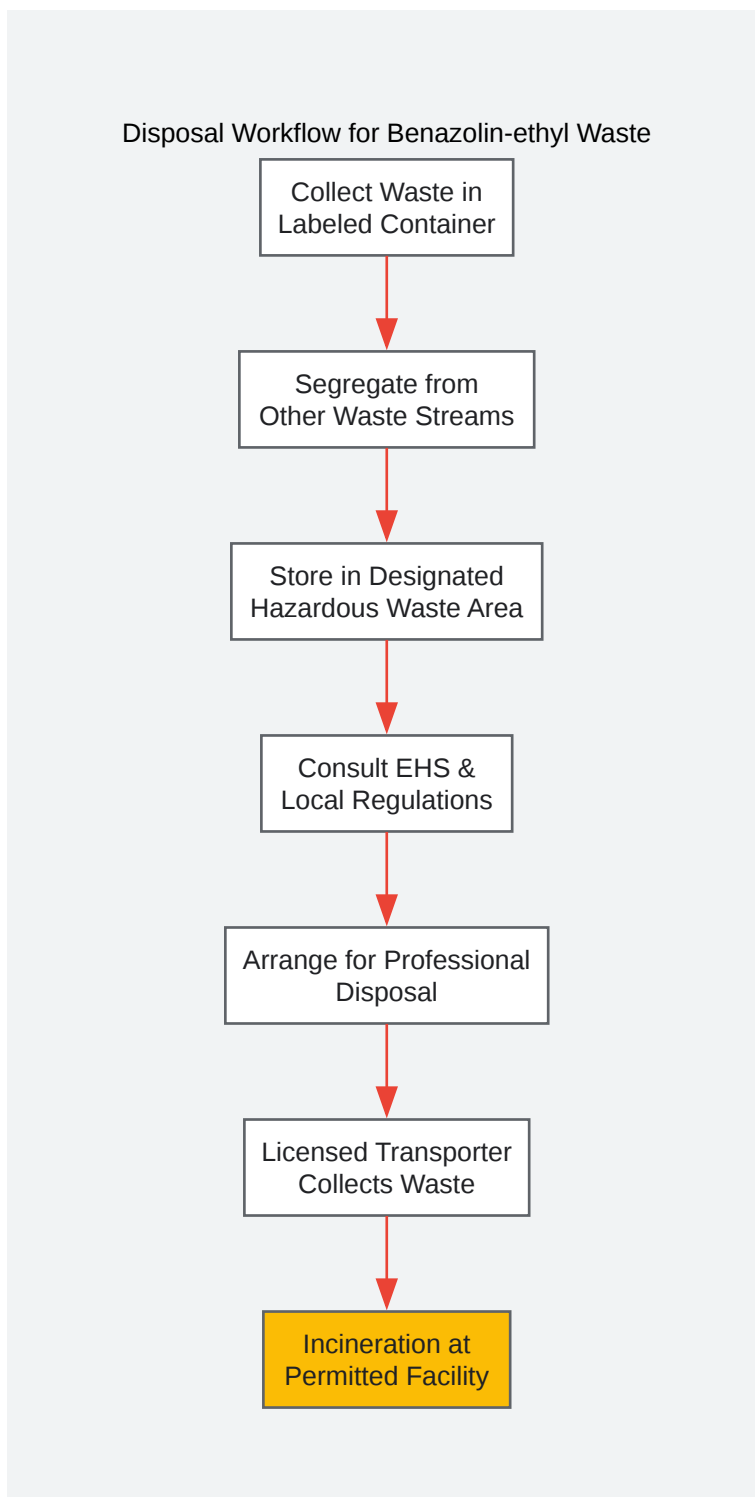 Disposal Workflow for Benazolin-ethyl Waste
Collect Waste in
Labeled Container
Segregate from
Other Waste Streams
Store in Designated
Hazardous Waste Area
Consult EHS &
Local Regulations
Arrange for Professional
Disposal
Licensed Transporter
Collects Waste
Incineration at
Permitted Facility